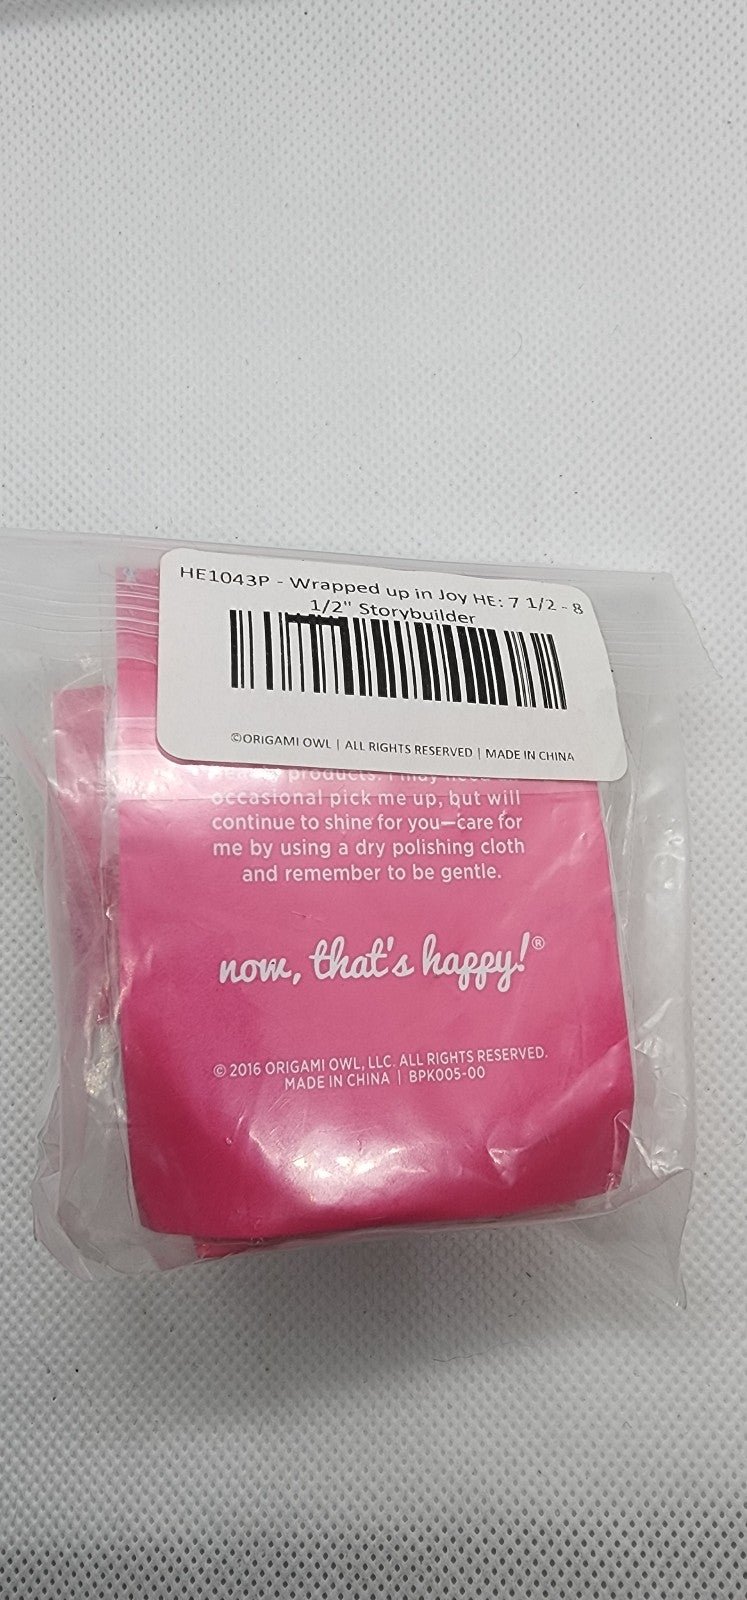 HE1043P - Wrapped up in Joy HE: 7 1/2 - 8
1/2" Storybuilder
©ORIGAMI OWL | ALL RIGHTS RESERVED | MADE IN CHINA
products. I may
occasional pick me up, but will
continue to shine for you—care for
me by using a dry polishing cloth
and remember to be gentle.
now, that's happy!®
© 2016 ORIGAMI OWL, LLC. ALL RIGHTS RESERVED.
MADE IN CHINA | BPK005-00